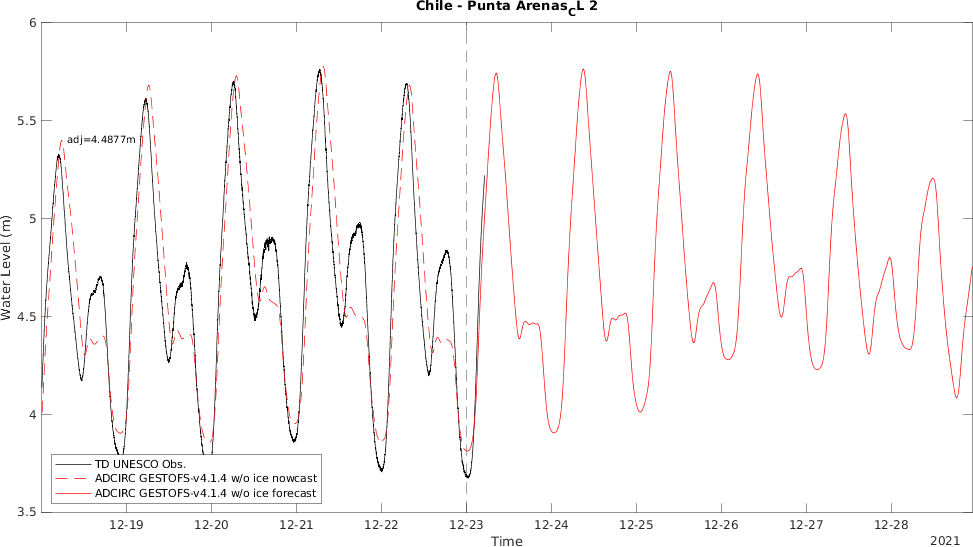 Chile - Punta Arenas_CL 2
6
5.5
5
4.5
4
3.5
Water Level (m)
adj=4.4877m
TD UNESCO Obs.
ADCIRC GESTOFS-v4.1.4 w/o ice nowcast
ADCIRC GESTOFS-v4.1.4 w/o ice forecast
12-19 12-20 12-21 12-22 12-23 12-24 12-25 12-26 12-27 12-28
Time
2021